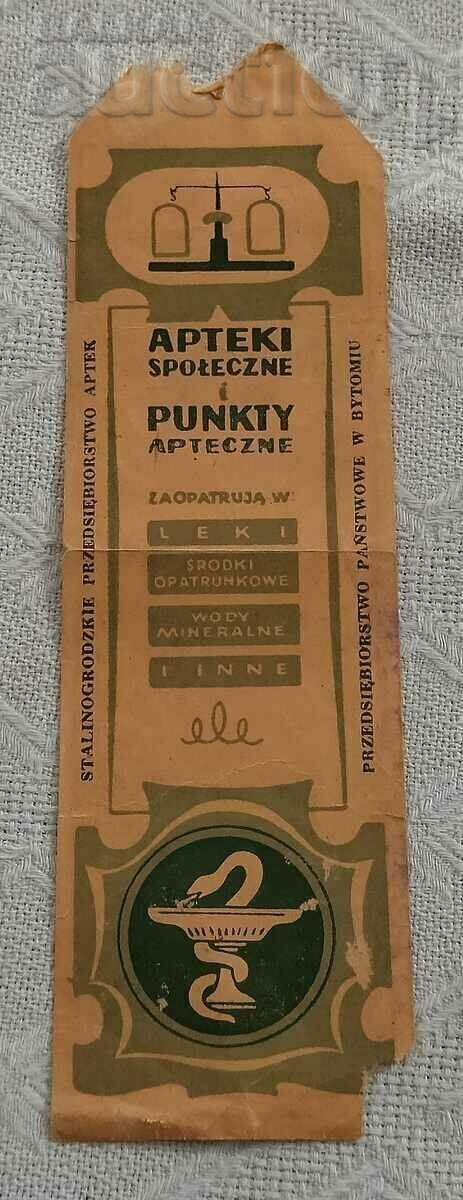 APTEKI
SPOŁECZNE
i
PUNKTY
APTECZNE
ZAOPATRUJĄ W:
LEKI
ŚRODKI
OPATRUNKOWE
WODY
MINERALNE
I INNE
STALINOGRODZKIE PRZEDSIĘBIORSTWO APTEK
PRZEDSIĘBIORSTWO PAŃSTWOWE W BYTOMIU